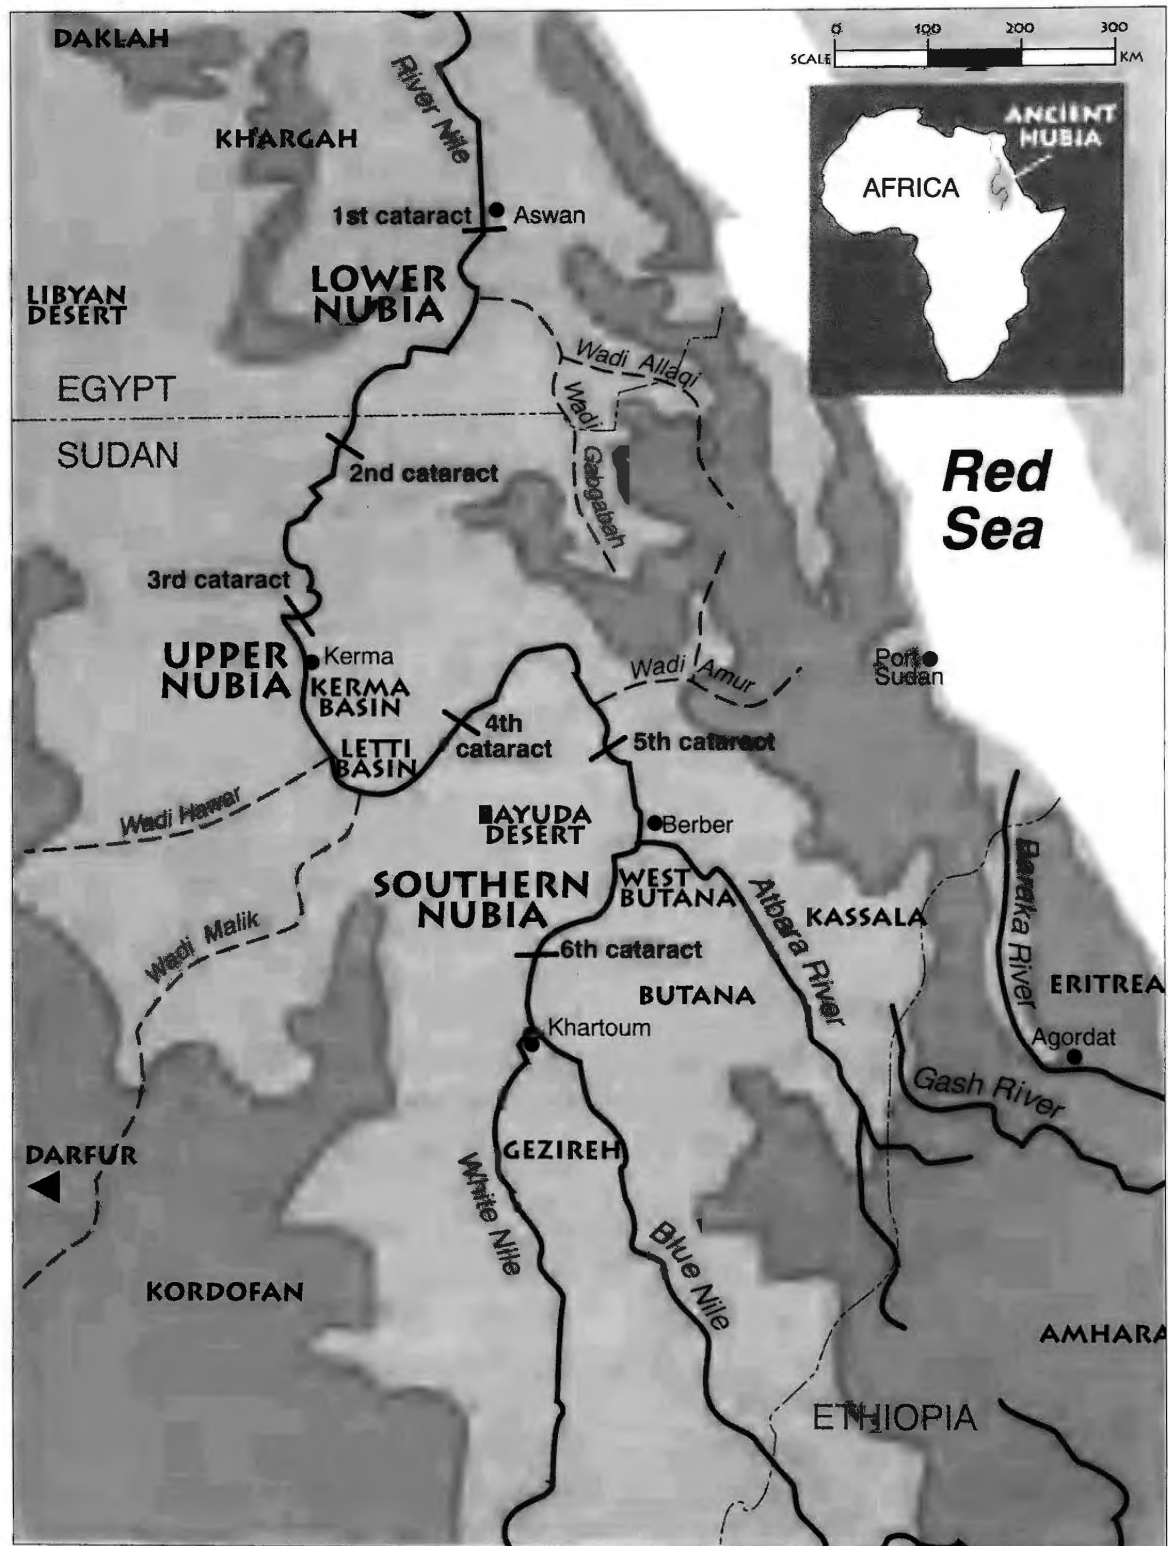 DAKLAH
River Nile
KHARGAH
1st cataract
Aswan
LOWER
NUBIA
LIBYAN
DESERT
Wadi Allaqi
EGYPT
Wadi
Gabgabah
SUDAN
2nd cataract
3rd cataract
UPPER
NUBIA
Kerma
KERMA
BASIN
Wadi Amur
4th
cataract
5th cataract
LETTI
BASIN
Wadi Hawar
AYUDA
DESERT
Berber
SOUTHERN
NUBIA
WEST
BUTANA
Atbara River
KASSALA
Baraka River
Wadi Malik
6th cataract
BUTANA
ERITREA
Khartoum
Agordat
Gash River
DARFUR
GEZIREH
White Nile
Blue Nile
KORDOFAN
AMHARA
ETHIOPIA
0 100 200 300
SCALE KM
ANCIENT
NUBIA
AFRICA
Red
Sea
Port
Sudan